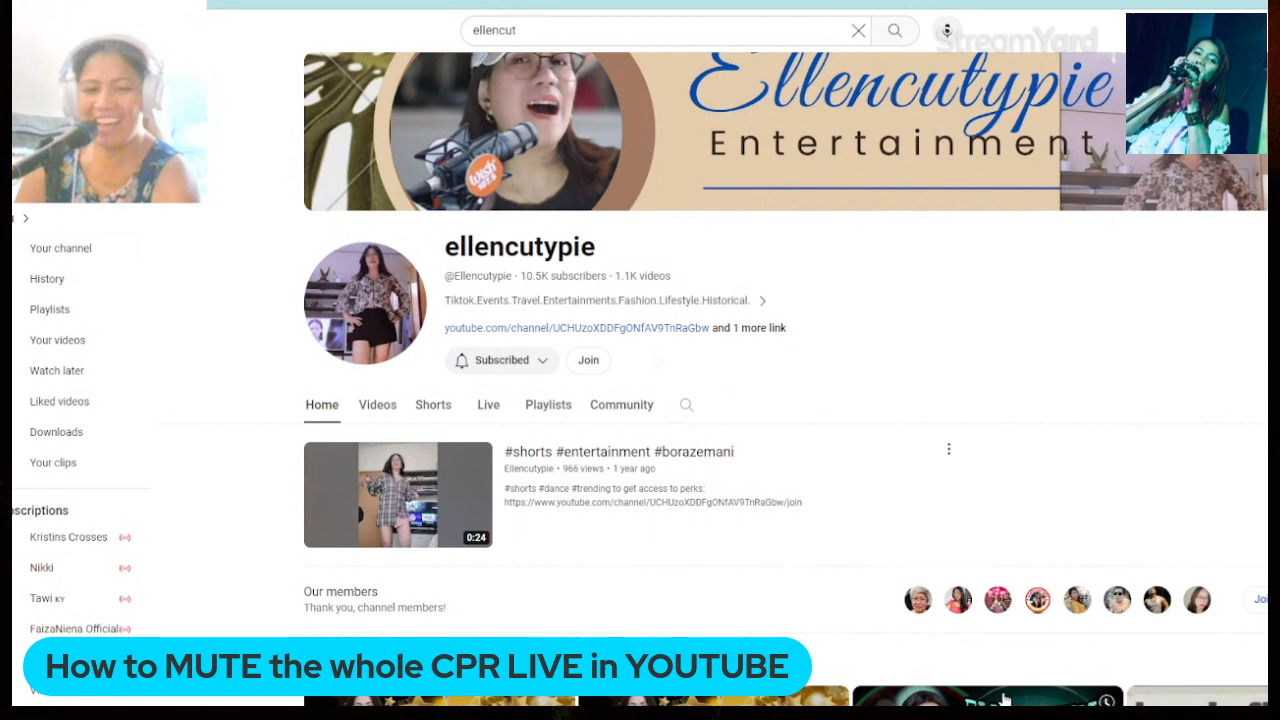 ellencut
StreamYard
Ellencutypie
Entertainment
wish
107.5
ellencutypie
@Ellencutypie · 10.5K subscribers · 1.1K videos
Tiktok.Events.Travel.Entertainments.Fashion.Lifestyle.Historical.
youtube.com/channel/UCHUzoXDDFgONfAV9TnRaGbw and 1 more link
Subscribed
Join
Home Videos Shorts Live Playlists Community
Your channel
History
Playlists
Your videos
Watch later
Liked videos
Downloads
Your clips
scriptions
Kristins Crosses
Nikki
Tawi KY
FaizaNiena Official
#shorts #entertainment #borazemani
Ellencutypie • 966 views • 1 year ago
#shorts #dance #trending to get access to perks:
https://www.youtube.com/channel/UCHUzoXDDFgONfAV9TnRaGbw/join
0:24
Our members
Thank you, channel members!
Joi
How to MUTE the whole CPR LIVE in YOUTUBE